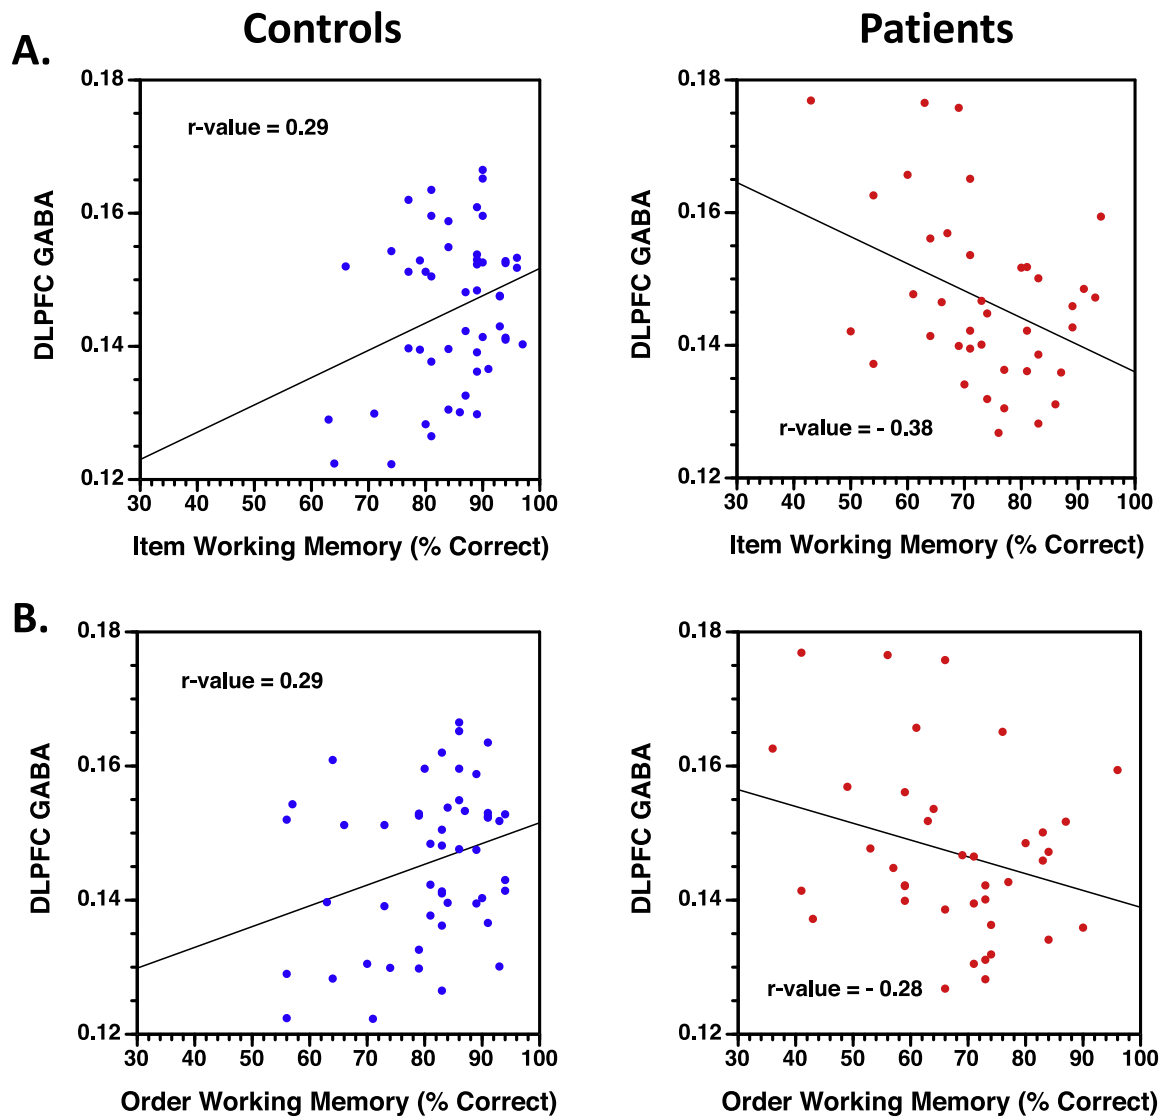 Controls
Patients
A.
0.18
0.16
0.14
0.12
DLPFC GABA
r-value = 0.29
30 40 50 60 70 80 90 100
Item Working Memory (% Correct)
0.18
0.16
0.14
0.12
DLPFC GABA
r-value = - 0.38
30 40 50 60 70 80 90 100
Item Working Memory (% Correct)
B.
0.18
0.16
0.14
0.12
DLPFC GABA
r-value = 0.29
30 40 50 60 70 80 90 100
Order Working Memory (% Correct)
0.18
0.16
0.14
0.12
DLPFC GABA
r-value = - 0.28
30 40 50 60 70 80 90 100
Order Working Memory (% Correct)